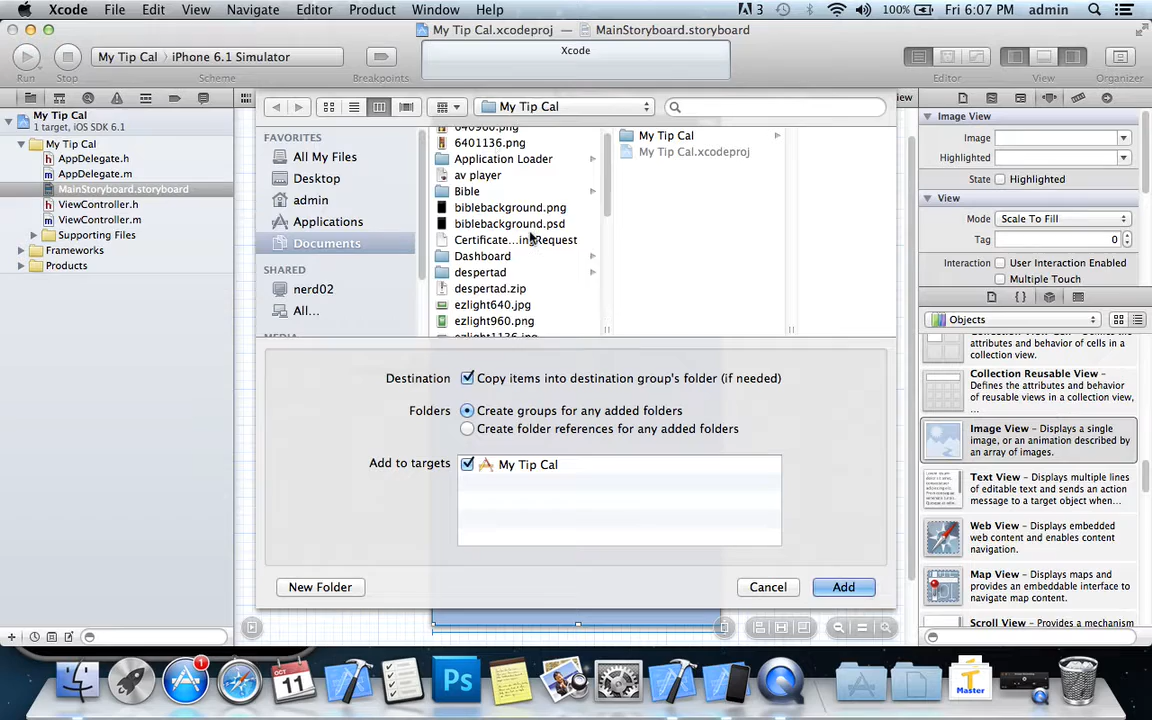 Xcode File Edit View Navigate Editor Product Window Help
3 100% Fri 6:07 PM admin
My Tip Cal.xcodeproj — MainStoryboard.storyboard
My Tip Cal iPhone 6.1 Simulator
Xcode
Run Stop Scheme Breakpoints Editor View Organizer
My Tip Cal
1 target, iOS SDK 6.1
My Tip Cal
AppDelegate.h
AppDelegate.m
MainStoryboard.storyboard
ViewController.h
ViewController.m
Supporting Files
Frameworks
Products
My Tip Cal
FAVORITES
All My Files
Desktop
admin
Applications
Documents
SHARED
nerd02
All...
640960.png
6401136.png
Application Loader
av player
Bible
biblebackground.png
biblebackground.psd
Certificate...
Request
Dashboard
despertad
despertad.zip
ezlight640.jpg
ezlight960.png
ezlight1136.png
My Tip Cal
My Tip Cal.xcodeproj
Destination Copy items into destination group's folder (if needed)
Folders Create groups for any added folders
Create folder references for any added folders
Add to targets My Tip Cal
New Folder Cancel Add
Image View
Image
Highlighted
State Highlighted
View
Mode Scale To Fill
Tag 0
Interaction User Interaction Enabled
Multiple Touch
Objects
attributes and behavior of cells in a
collection view.
Collection Reusable View –
Defines the attributes and behavior
of reusable views in a collection view,
...
Image View – Displays a single
image, or an animation described by
an array of images.
Text View – Displays multiple lines
of editable text and sends an action
message to a target object when...
Web View – Displays embedded
web content and enables content
navigation.
Map View – Displays maps and
provides an embeddable interface to
navigate map content.
Scroll View – Provides a mechanism
1
OCT
11
Ps
T
Master